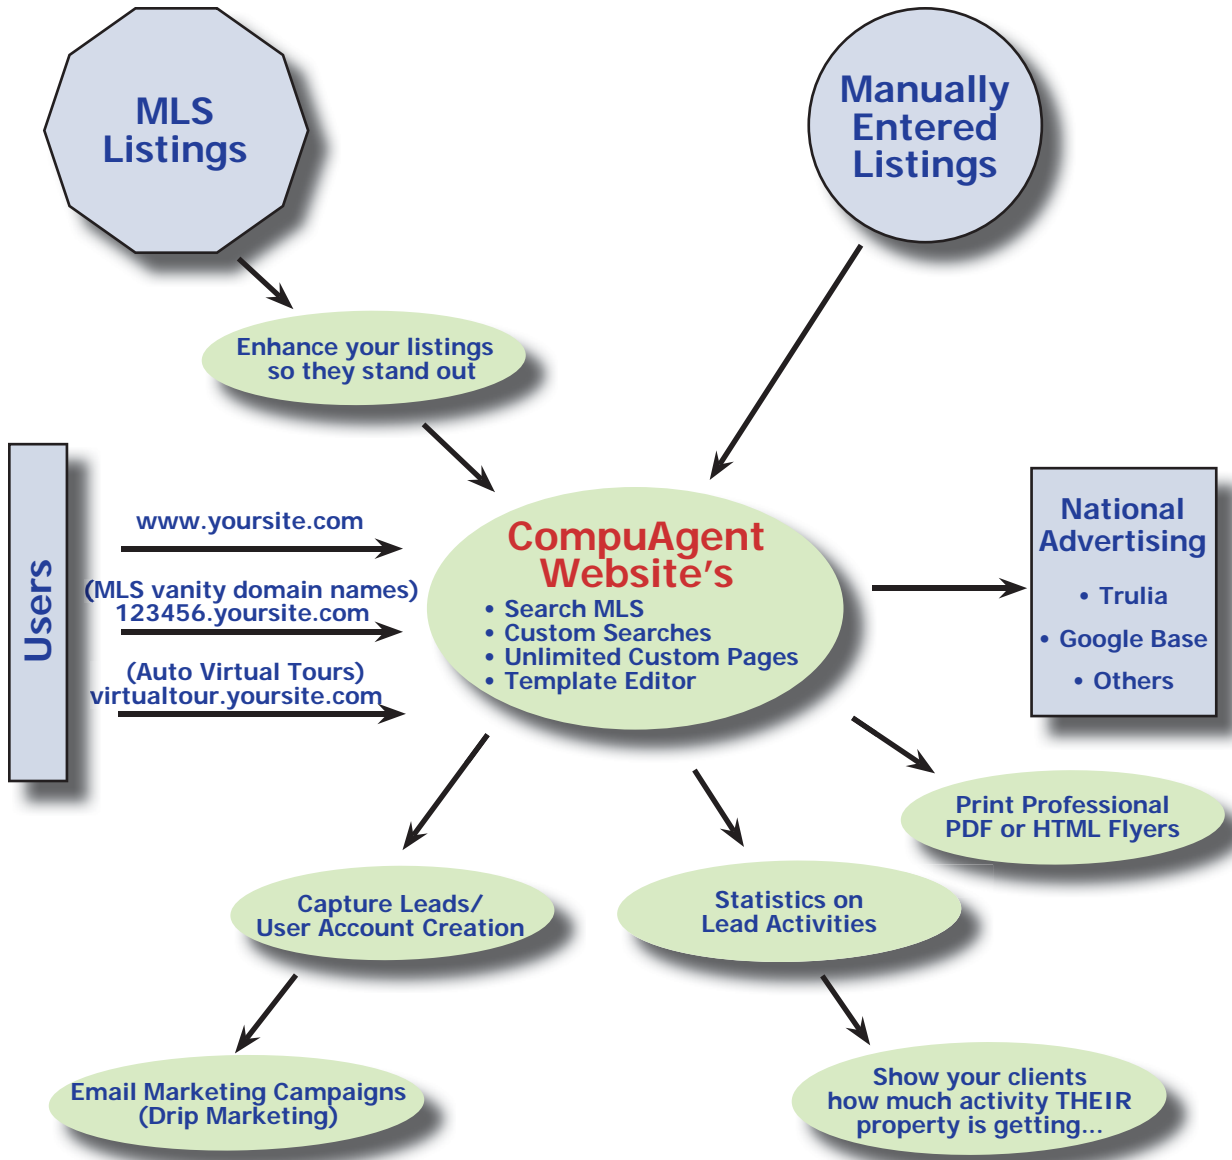 MLS
Listings
Manually
Entered
Listings
Enhance your listings
so they stand out
Users
www.yoursite.com
(MLS vanity domain names)
123456.yoursite.com
(Auto Virtual Tours)
virtualtour.yoursite.com
CompuAgent
Website's
• Search MLS
• Custom Searches
• Unlimited Custom Pages
• Template Editor
National
Advertising
• Trulia
• Google Base
• Others
Print Professional
PDF or HTML Flyers
Capture Leads/
User Account Creation
Statistics on
Lead Activities
Email Marketing Campaigns
(Drip Marketing)
Show your clients
how much activity THEIR
property is getting...